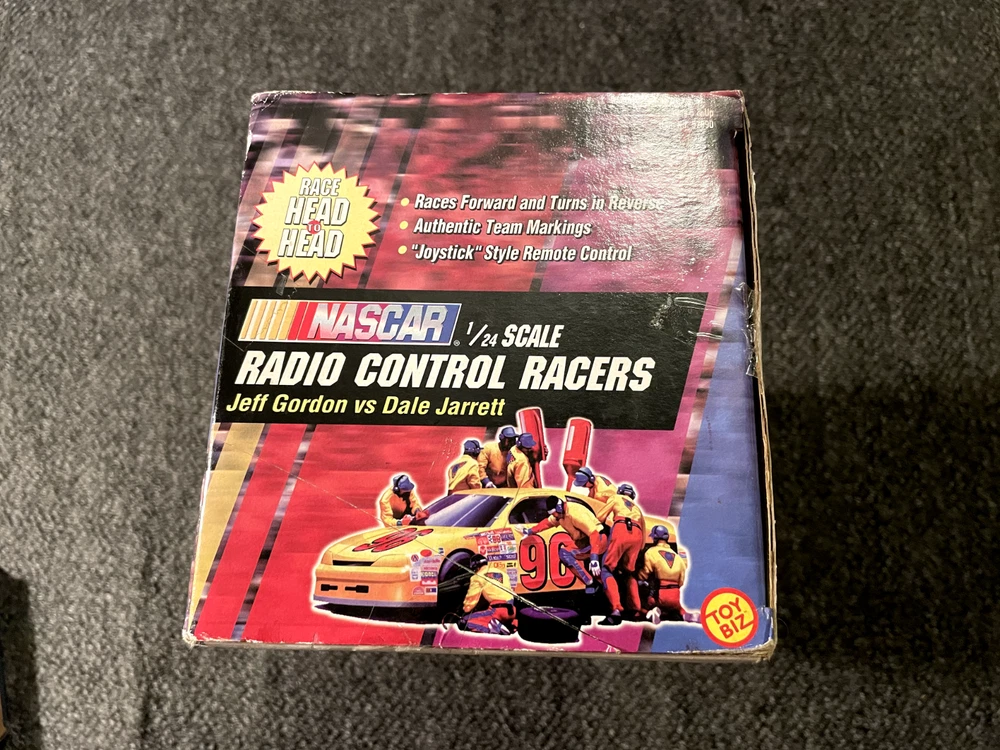 RACE
HEAD
TO
HEAD
• Races Forward and Turns in Reverse
• Authentic Team Markings
• "Joystick" Style Remote Control
NASCAR® 1/24 SCALE
RADIO CONTROL RACERS
Jeff Gordon vs Dale Jarrett
96
96
TOY
BIZ